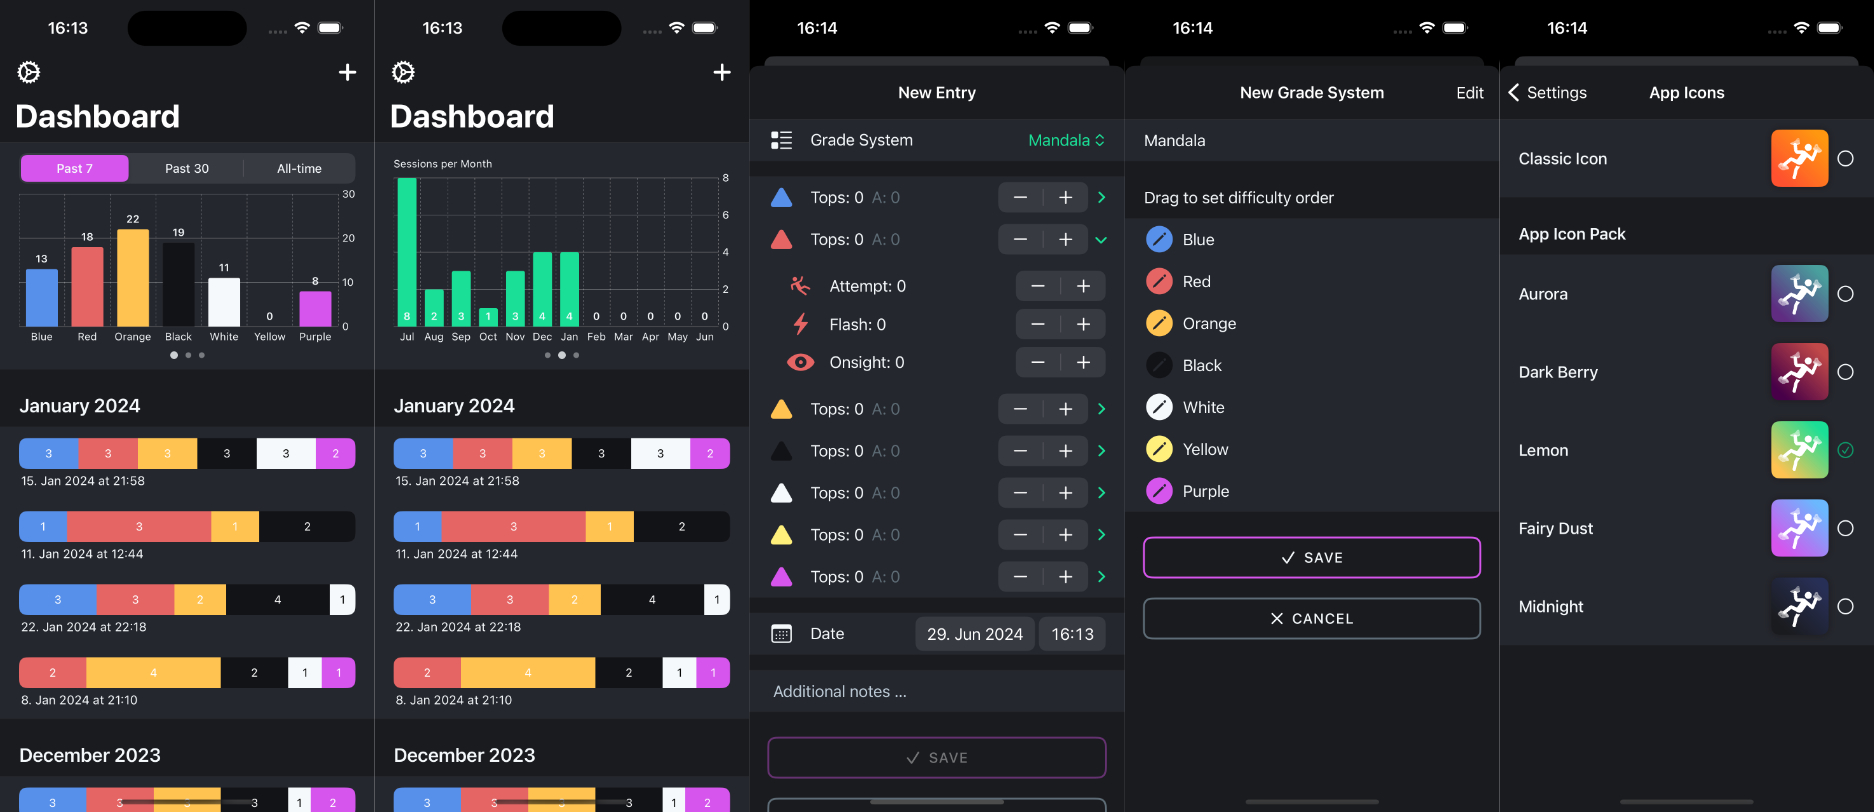 16:13
Dashboard
Past 7 Past 30 All-time
30
20
10
0
13 18 22 19 11 0 8
Blue Red Orange Black White Yellow Purple
January 2024
3 3 3 3 3 2
15. Jan 2024 at 21:58
1 3 1 2
11. Jan 2024 at 12:44
3 3 2 4 1
22. Jan 2024 at 22:18
2 4 2 1 1
8. Jan 2024 at 21:10
December 2023
3 3 3 3 1 2
16:13
Dashboard
Sessions per Month
8
6
4
2
0
8 2 3 1 3 4 4 0 0 0 0 0
Jul Aug Sep Oct Nov Dec Jan Feb Mar Apr May Jun
January 2024
3 3 3 3 3 2
15. Jan 2024 at 21:58
1 3 1 2
11. Jan 2024 at 12:44
3 3 2 4 1
22. Jan 2024 at 22:18
2 4 2 1 1
8. Jan 2024 at 21:10
December 2023
3 3 3 3 1 2
16:14
New Entry
Grade System Mandala
Tops: 0 A: 0
Tops: 0 A: 0
Attempt: 0
Flash: 0
Onsight: 0
Tops: 0 A: 0
Tops: 0 A: 0
Tops: 0 A: 0
Tops: 0 A: 0
Tops: 0 A: 0
Date 29. Jun 2024 16:13
Additional notes ...
SAVE
16:14
New Grade System Edit
Mandala
Drag to set difficulty order
Blue
Red
Orange
Black
White
Yellow
Purple
SAVE
CANCEL
16:14
Settings App Icons
Classic Icon
App Icon Pack
Aurora
Dark Berry
Lemon
Fairy Dust
Midnight